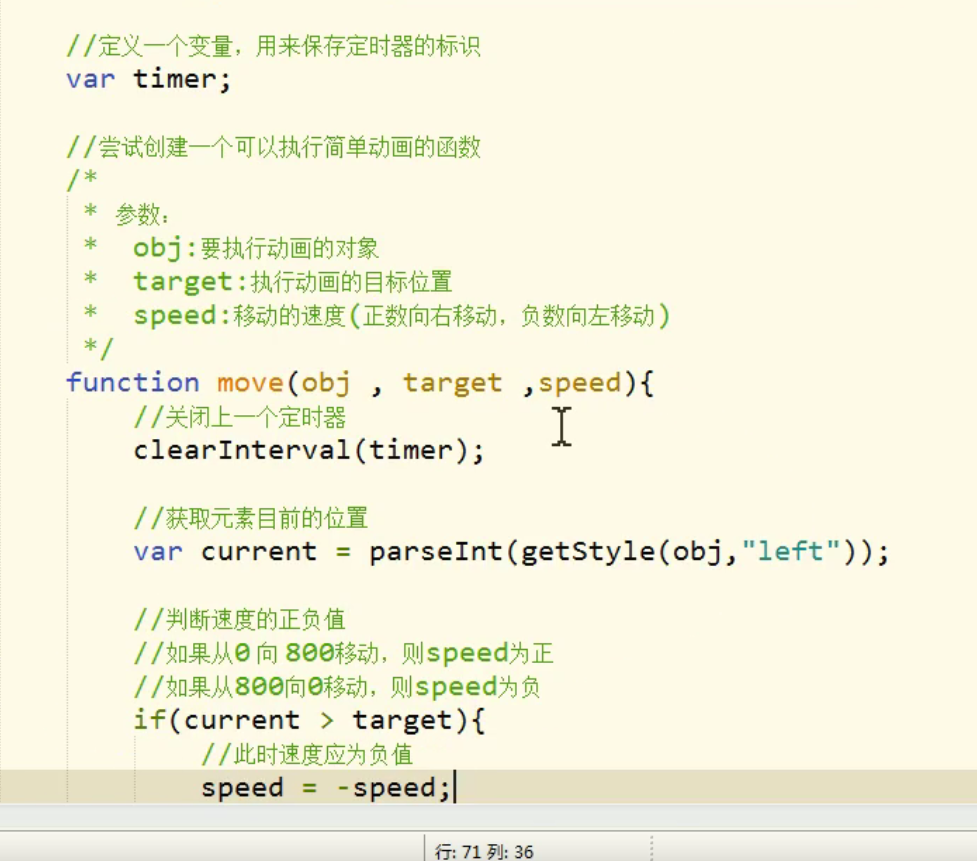 //定义一个变量，用来保存定时器的标识
var timer;
//尝试创建一个可以执行简单动画的函数
/*
* 参数：
* obj:要执行动画的对象
* target:执行动画的目标位置
* speed:移动的速度(正数向右移动，负数向左移动)
*/
function move(obj , target ,speed){
//关闭上一个定时器
clearInterval(timer);
//获取元素目前的位置
var current = parseInt(getStyle(obj,"left"));
//判断速度的正负值
//如果从0 向 800移动，则speed为正
//如果从800向0移动，则speed为负
if(current > target){
//此时速度应为负值
speed = -speed;
行: 71 列: 36